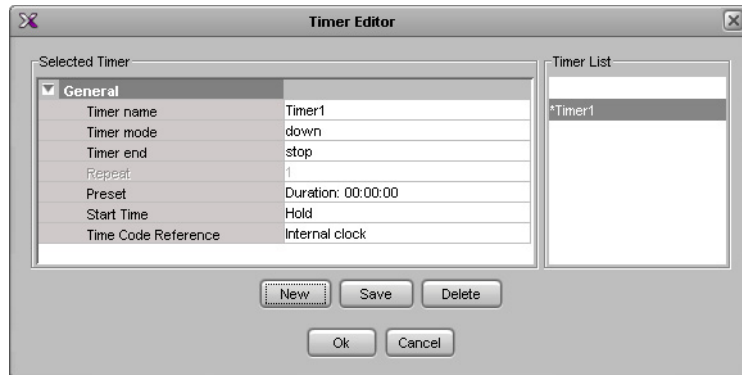 Timer Editor
Selected Timer
General
Timer name Timer1
Timer mode down
Timer end stop
Repeat 1
Preset Duration: 00:00:00
Start Time Hold
Time Code Reference Internal clock
Timer List
*Timer1
New Save Delete
Ok Cancel